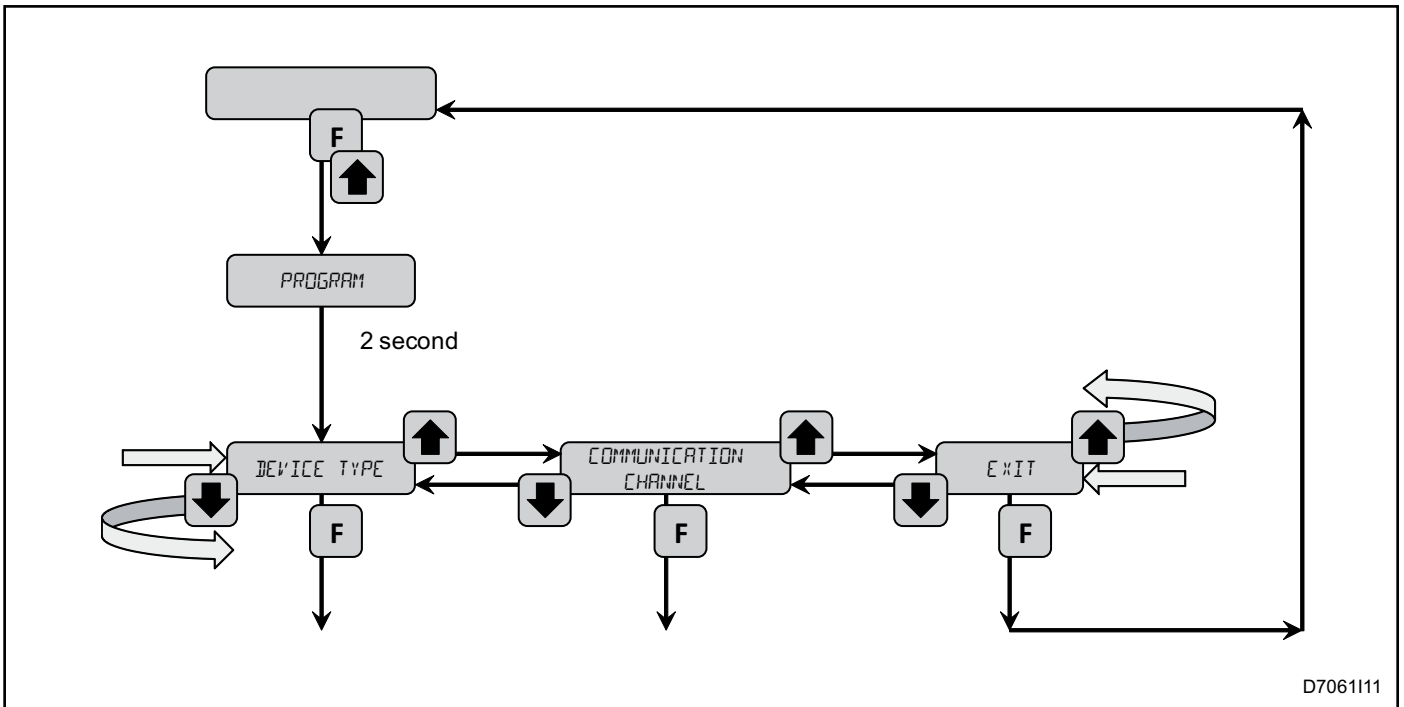 F
PROGRAM
2 second
DEVICE TYPE
COMMUNICATION
CHANNEL
EXIT
F
F
F
D7061I11